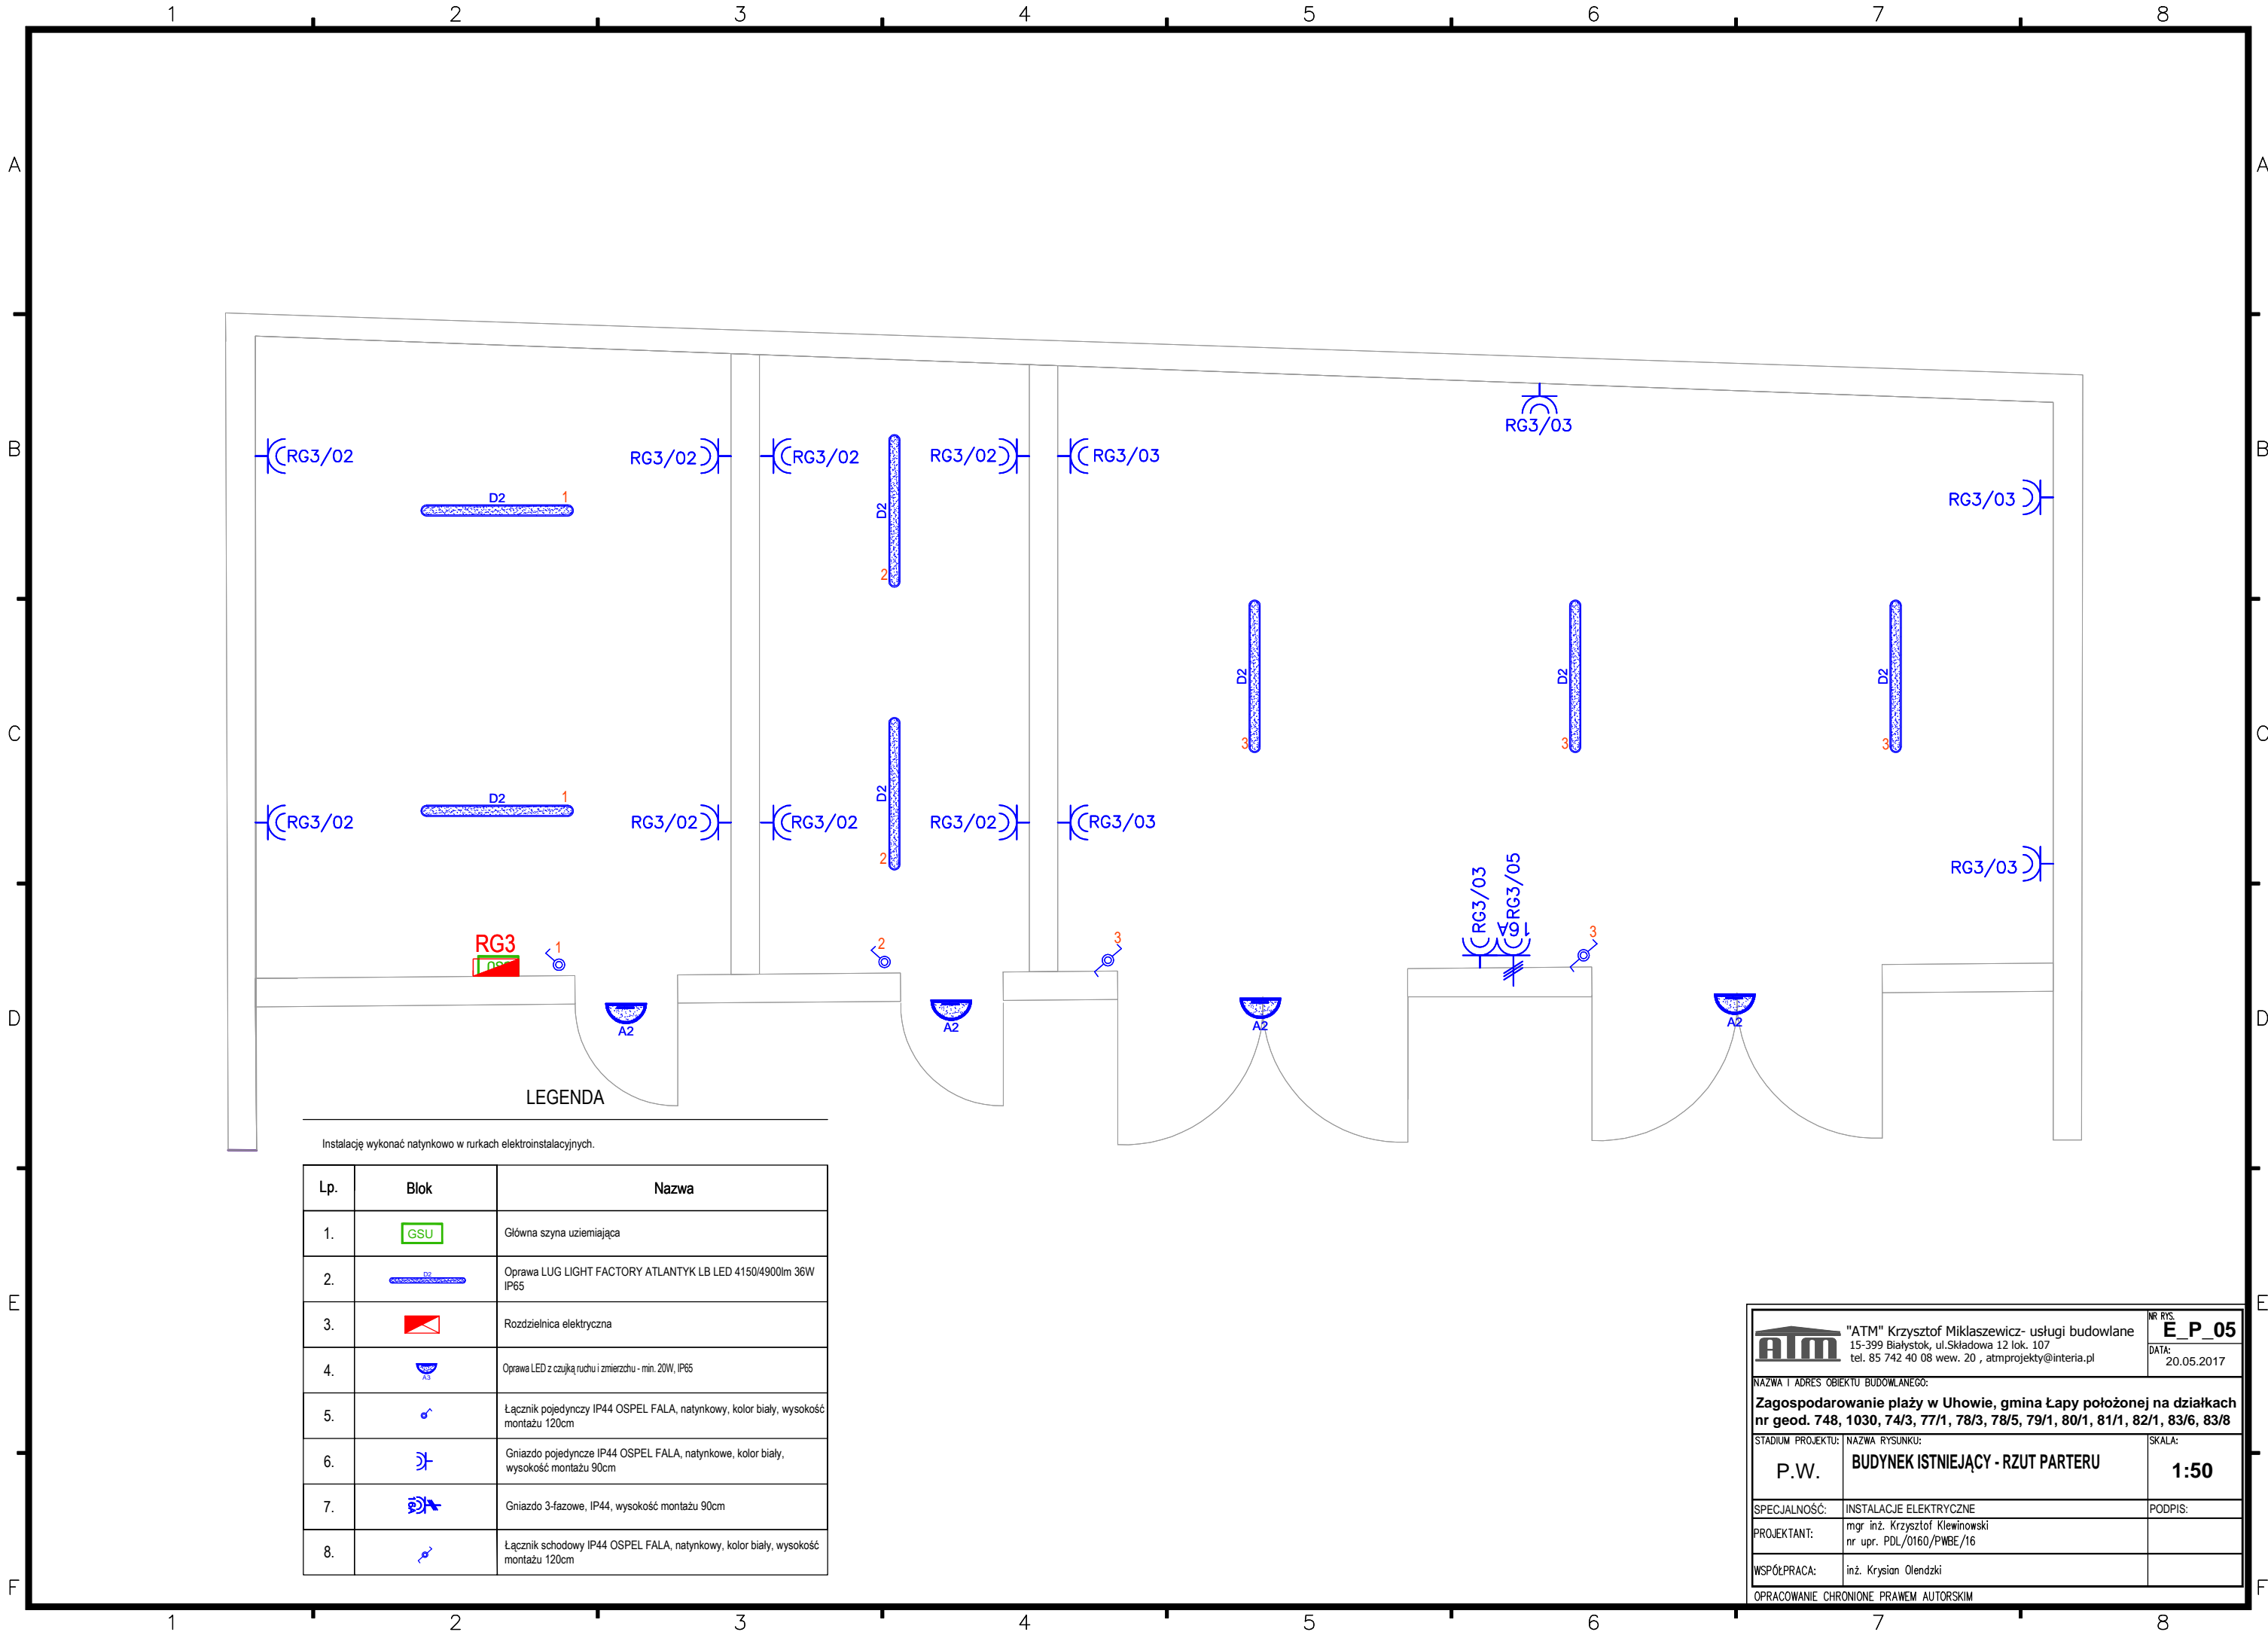 1 2 3 4 5 6 7 8
A A
B B
C C
D D
E E
F F
RG3/03
RG3/02 RG3/02 RG3/02 RG3/02 RG3/03
RG3/03
D2 1
D2
2
D2 D2 D2
3 3 3
D2 1
D2
2
RG3/02 RG3/02 RG3/02 RG3/02 RG3/03
RG3/03
RG3/03
RG3/05
16A
RG3
1 2 3 3
A2 A2 A2 A2
LEGENDA
Instalację wykonać natynkowo w rurkach elektroinstalacyjnych.
Lp. Blok Nazwa
1. GSU Główna szyna uziemiająca
2. D2 Oprawa LUG LIGHT FACTORY ATLANTYK LB LED 4150/4900lm 36W
IP65
3. Rozdzielnica elektryczna
4. A3 Oprawa LED z czujką ruchu i zmierzchu - min. 20W, IP65
5. Łącznik pojedynczy IP44 OSPEL FALA, natynkowy, kolor biały, wysokość
montażu 120cm
6. Gniazdo pojedyncze IP44 OSPEL FALA, natynkowe, kolor biały,
wysokość montażu 90cm
7. 16A Gniazdo 3-fazowe, IP44, wysokość montażu 90cm
8. Łącznik schodowy IP44 OSPEL FALA, natynkowy, kolor biały, wysokość
montażu 120cm
ATM
"ATM" Krzysztof Miklaszewicz- usługi budowlane
15-399 Białystok, ul.Składowa 12 lok. 107
tel. 85 742 40 08 wew. 20 , atmprojekty@interia.pl
NR RYS.
E_P_05
DATA:
20.05.2017
NAZWA I ADRES OBIEKTU BUDOWLANEGO:
Zagospodarowanie plaży w Uhowie, gmina Łapy położonej na działkach
nr geod. 748, 1030, 74/3, 77/1, 78/3, 78/5, 79/1, 80/1, 81/1, 82/1, 83/6, 83/8
STADIUM PROJEKTU: NAZWA RYSUNKU: SKALA:
P.W. BUDYNEK ISTNIEJĄCY - RZUT PARTERU 1:50
SPECJALNOŚĆ: INSTALACJE ELEKTRYCZNE PODPIS:
PROJEKTANT: mgr inż. Krzysztof Klewinowski
nr upr. PDL/0160/PWBE/16
WSPÓŁPRACA: inż. Krysian Olendzki
OPRACOWANIE CHRONIONE PRAWEM AUTORSKIM
1 2 3 4 5 6 7 8